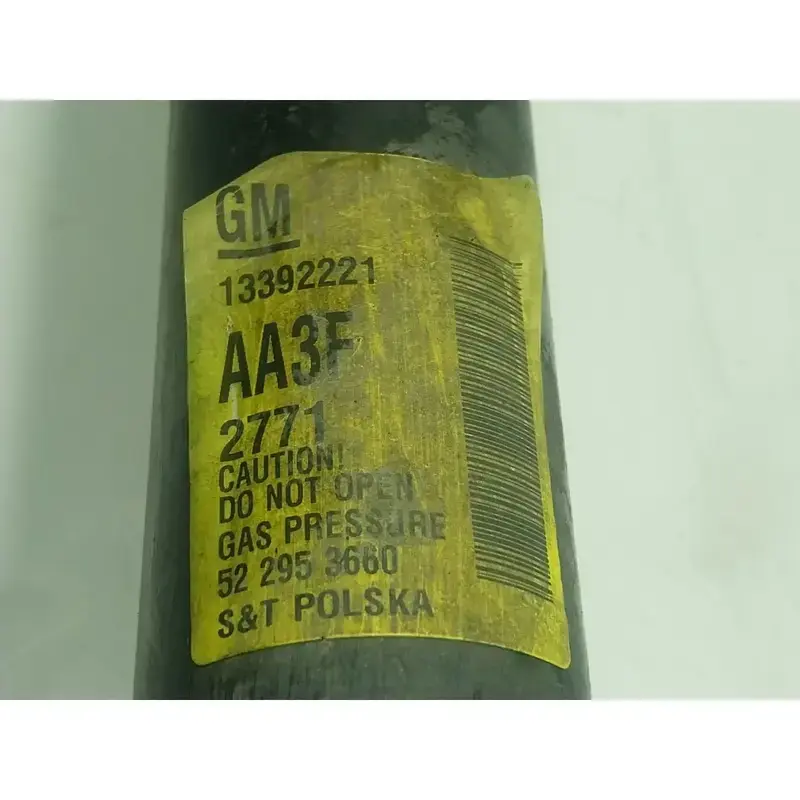 GM
13392221
AA3F
2771
CAUTION!
DO NOT OPEN
GAS PRESSURE
52 295 3660
S&T POLSKA